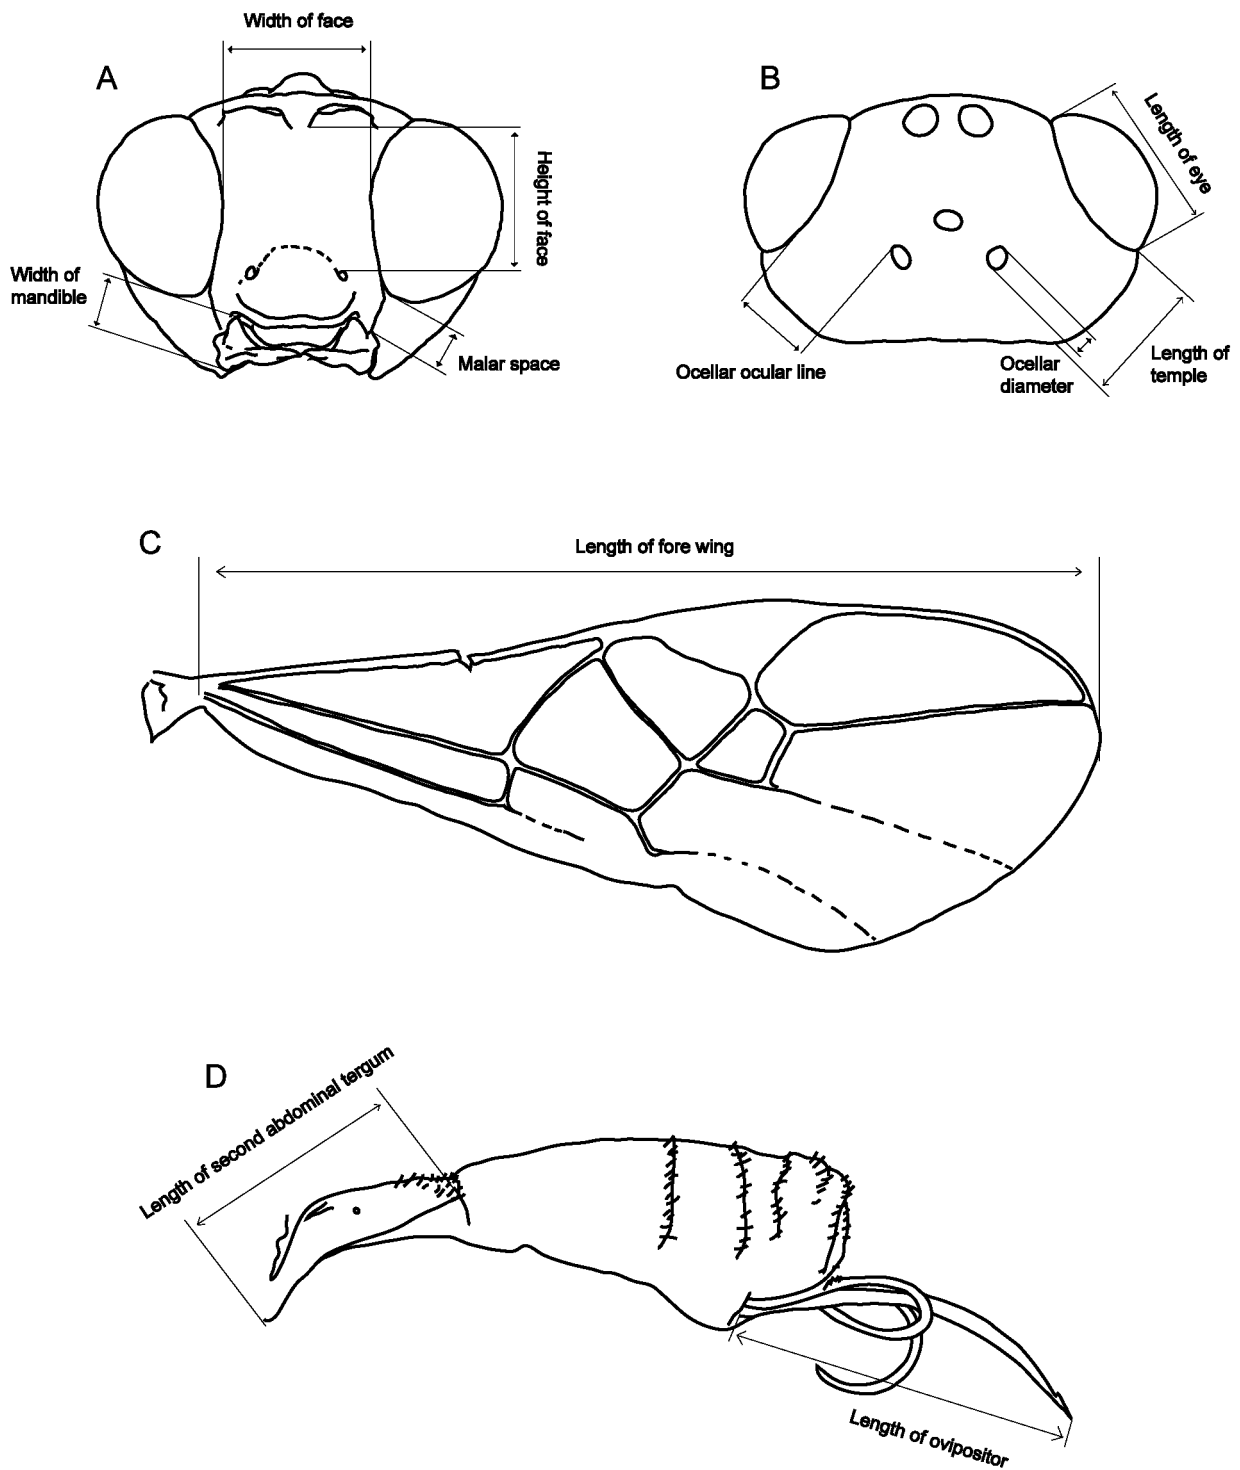 Width of face
A
B
Height of face
Length of eye
Width of
mandible
Malar space
Ocellar ocular line
Ocellar
diameter
Length of
temple
C
Length of fore wing
D
Length of second abdominal tergum
Length of ovipositor